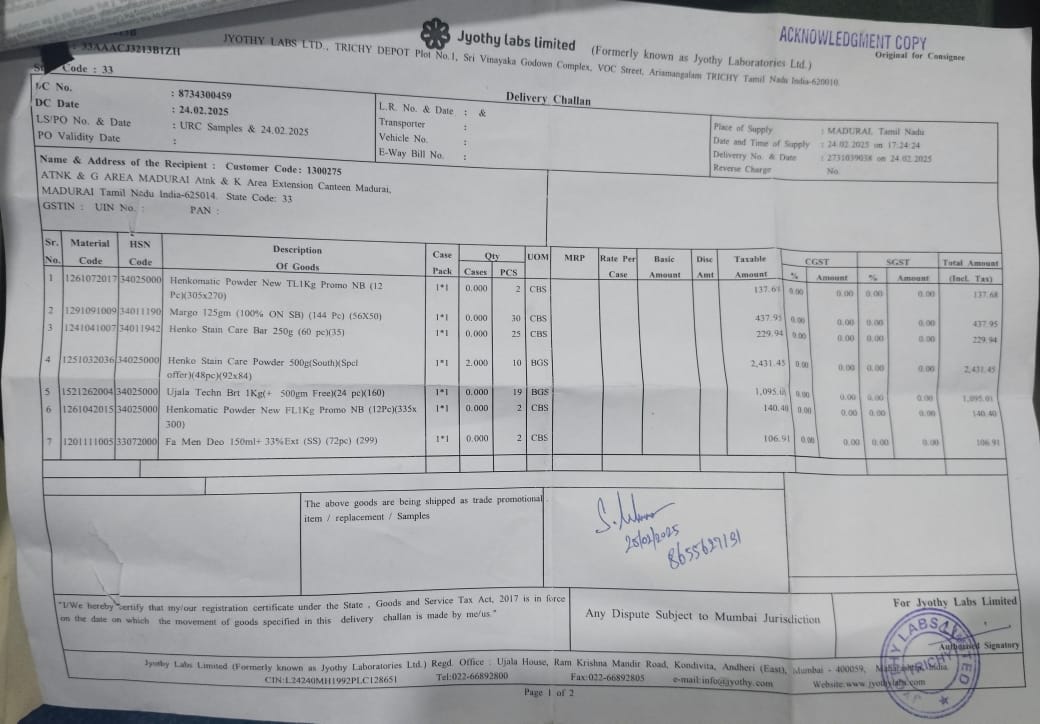 ACKNOWLEDGMENT COPY
Original for Consignee
Jyothy labs limited (Formerly known as Jyothy Laboratories Ltd.)
JYOTHY LABS LTD., TRICHY DEPOT Plot No.1, Sri Vinayaka Godown Complex, VOC Street, Ariamangalam TRICHY Tamil Nadu India-620010.
33AAACJ3213B1ZH
Code : 33
Delivery Challan
DC No. : 8734300459
DC Date : 24.02.2025
LS/PO No. & Date : URC Samples & 24.02.2025
PO Validity Date :
L.R. No. & Date : &
Transporter :
Vehicle No. :
E-Way Bill No. :
Place of Supply : MADURAI, Tamil Nadu
Date and Time of Supply : 24.02.2025 on 17:24:24
Deliverry No. & Date : 2731039038 on 24.02.2025
Reverse Charge No
Name & Address of the Recipient : Customer Code: 1300275
ATNK & G AREA MADURAI Atnk & K Area Extension Canteen Madurai,
MADURAI Tamil Nadu India-625014. State Code: 33
GSTIN : UIN No. : PAN :
Sr. No. Material Code HSN Code Description Of Goods Case Pack Qty Cases PCS UOM MRP Rate Per Case Basic Amount Disc Amt Taxable Amount CGST % Amount SGST % Amount Total Amount (Incl. Tax)
1 1261072017 34025000 Henkomatic Powder New TL1Kg Promo NB (12 1*1 0.000 2 CBS 137.68 0.00 0.00 0.00 0.00 137.68
Pc)(305x270)
2 1291091009 34011190 Margo 125gm (100% ON SB) (144 Pc) (56X50) 1*1 0.000 30 CBS 437.95 0.00 0.00 0.00 0.00 437.95
3 1241041007 34011942 Henko Stain Care Bar 250g (60 pc)(35) 1*1 0.000 25 CBS 229.94 0.00 0.00 0.00 0.00 229.94
4 1251032036 34025000 Henko Stain Care Powder 500g(South)(Spcl 1*1 2.000 10 BGS 2,431.45 0.00 0.00 0.00 0.00 2,431.45
offer)(48pc)(92x84)
5 1521262004 34025000 Ujala Techn Brt 1Kg(+ 500gm Free)(24 pc)(160) 1*1 0.000 19 BGS 1,095.01 0.00 0.00 0.00 0.00 1,095.01
6 1261042015 34025000 Henkomatic Powder New FL1Kg Promo NB (12Pc)(335x 1*1 0.000 2 CBS 140.40 0.00 0.00 0.00 0.00 140.40
300)
7 1201111005 33072000 Fa Men Deo 150ml+ 33%Ext (SS) (72pc) (299) 1*1 0.000 2 CBS 106.91 0.00 0.00 0.00 0.00 106.91
The above goods are being shipped as trade promotional
item / replacement / Samples
25/02/2025
8655627131
"I/We hereby certify that my/our registration certificate under the State , Goods and Service Tax Act, 2017 is in force
on the date on which the movement of goods specified in this delivery challan is made by me/us."
Any Dispute Subject to Mumbai Jurisdiction
For Jyothy Labs Limited
Authorised Signatory
JYOTHY LABS LIMITED
TRICHY
Jyothy Labs Limited (Formerly known as Jyothy Laboratories Ltd.) Regd. Office : Ujala House, Ram Krishna Mandir Road, Kondivita, Andheri (East), Mumbai - 400059, Maharashtra, India
CIN:L24240MH1992PLC128651 Tel:022-66892800 Fax:022-66892805 e-mail:info@jyothy.com Website:www.jyothylabs.com
Page 1 of 2